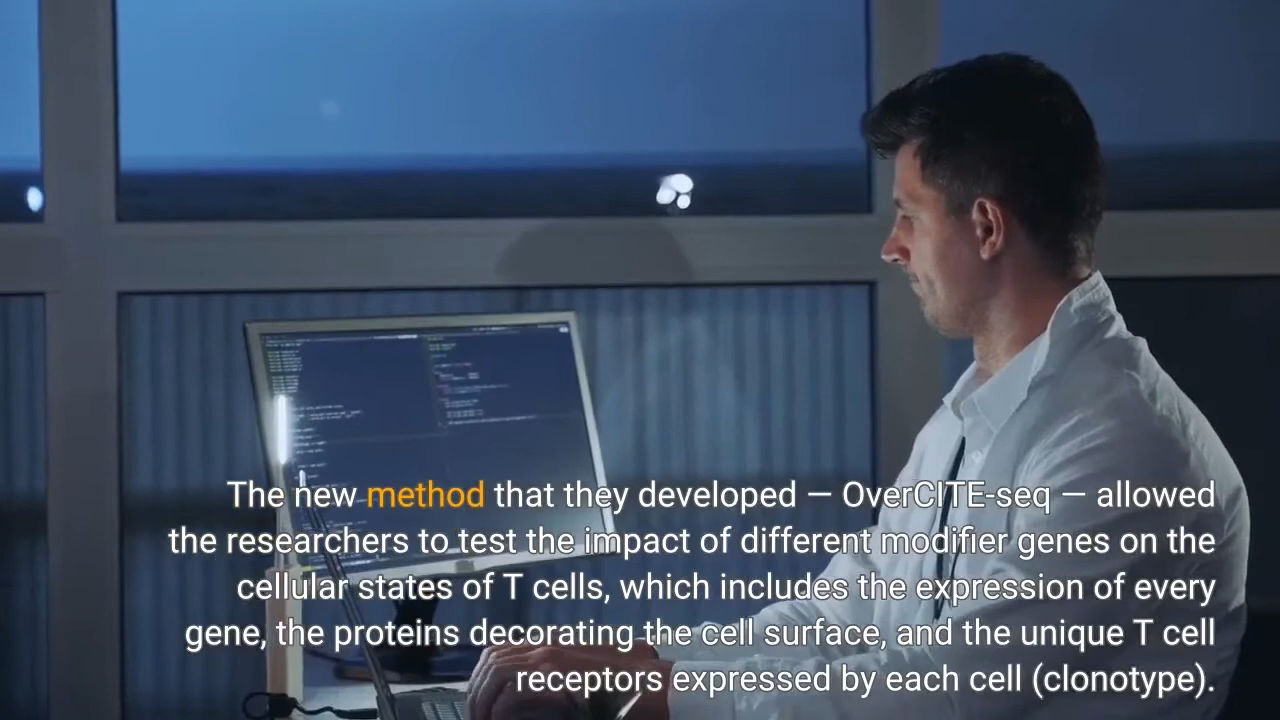 The new method that they developed — OverCITE-seq — allowed
the researchers to test the impact of different modifier genes on the
cellular states of T cells, which includes the expression of every
gene, the proteins decorating the cell surface, and the unique T cell
receptors expressed by each cell (clonotype).